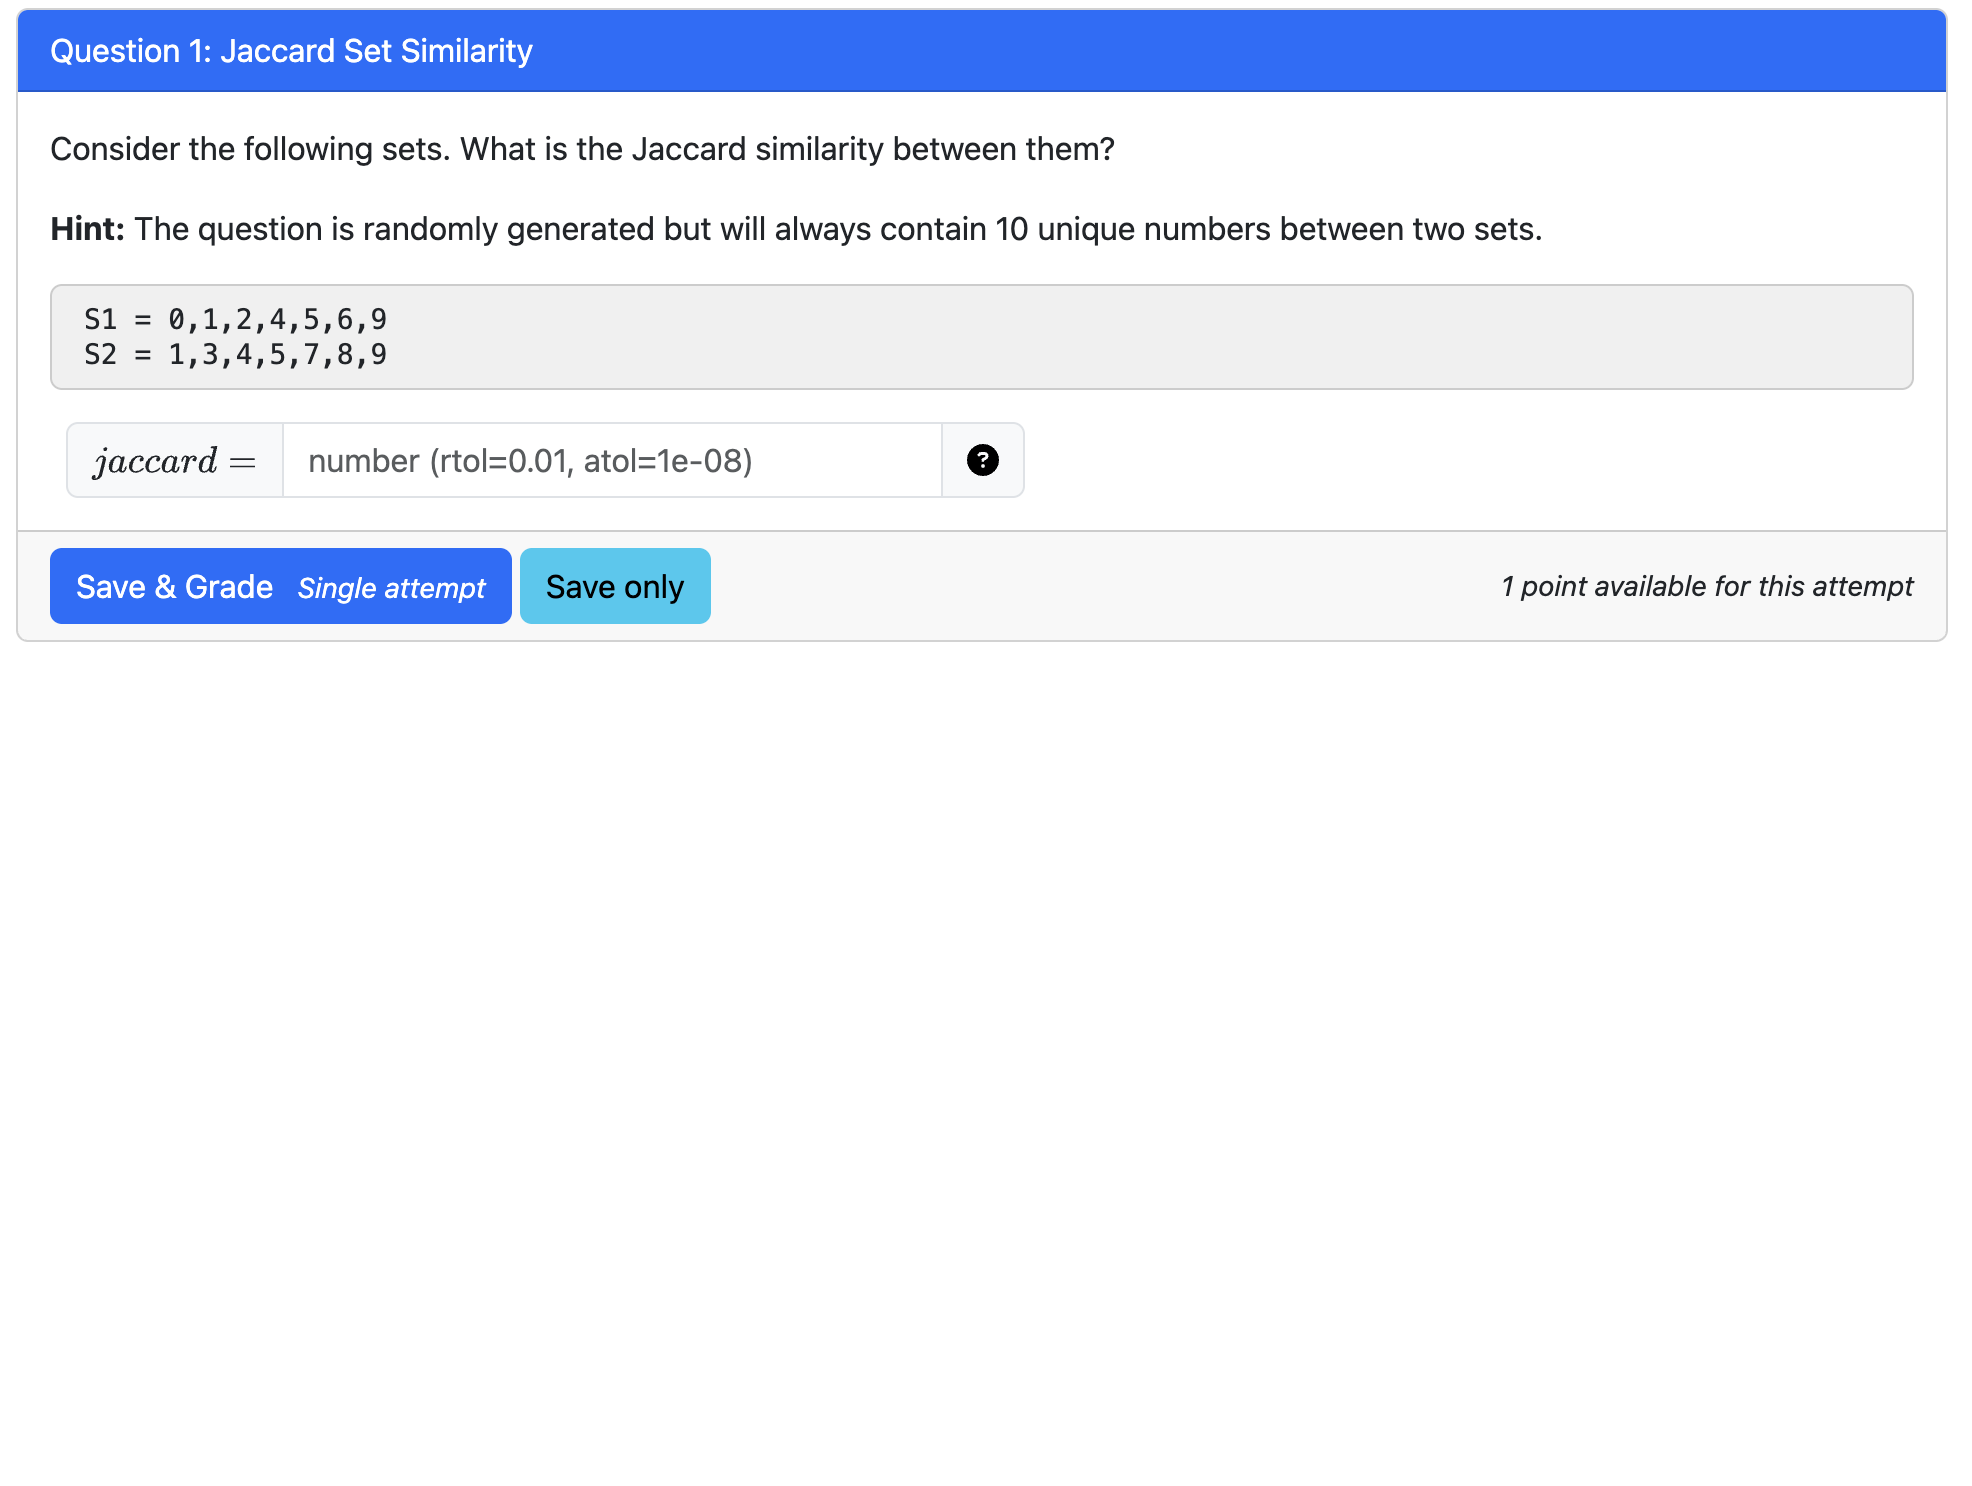 Question 1: Jaccard Set Similarity
Consider the following sets. What is the Jaccard similarity between them?
Hint: The question is randomly generated but will always contain 10 unique numbers between two sets.
S1 = 0,1,2,4,5,6,9
S2 = 1,3,4,5,7,8,9
jaccard = number (rtol=0.01, atol=1e-08) ?
Save & Grade Single attempt Save only 1 point available for this attempt